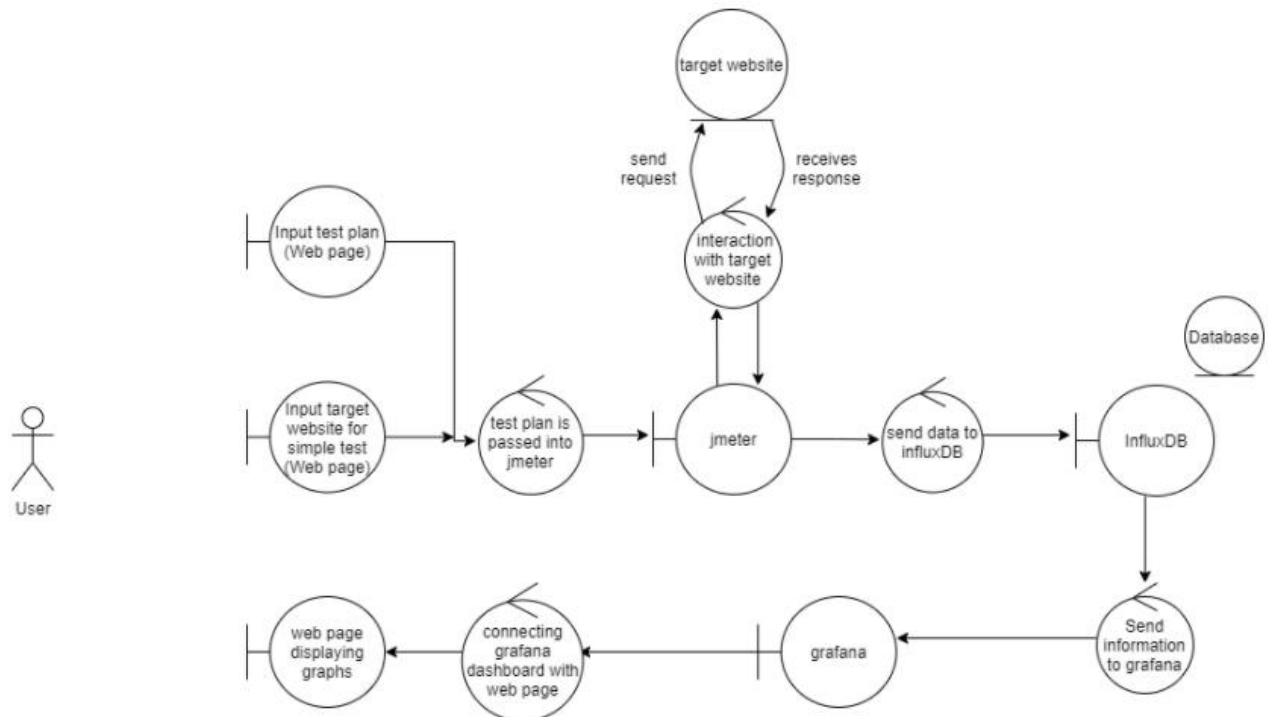 target website
send
request
receives
response
Input test plan
(Web page)
interaction
with target
website
Database
Input target
website for
simple test
(Web page)
test plan is
passed into
jmeter
jmeter
send data to
influxDB
InfluxDB
User
web page
displaying
graphs
connecting
grafana
dashboard with
web page
grafana
Send
information
to grafana